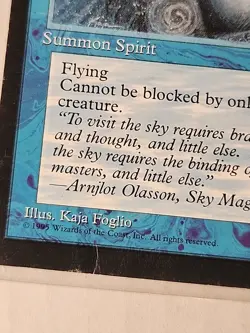 Summon Spirit
Flying
Cannot be blocked by onl
creature.
"To visit the sky requires bra
and thought, and little else.
the sky requires the binding of
masters, and little else."
—Arnjlot Olasson, Sky Mag
Illus. Kaja Foglio
© 1995 Wizards of the Coast, Inc. All rights reserved